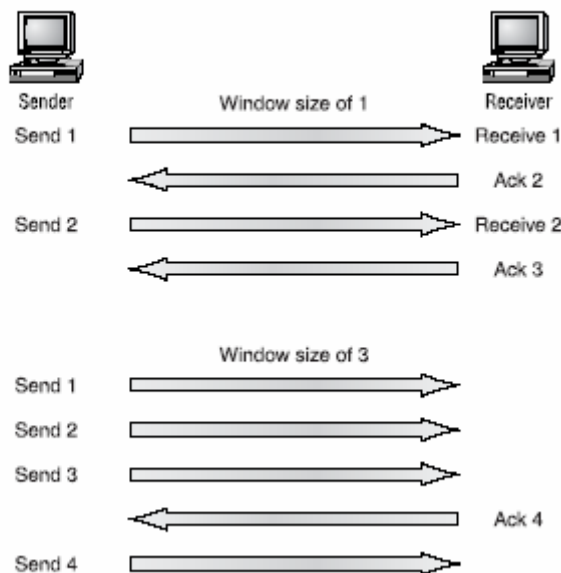 Sender Window size of 1 Receiver
Send 1 Receive 1
Ack 2
Send 2 Receive 2
Ack 3
Window size of 3
Send 1
Send 2
Send 3
Ack 4
Send 4